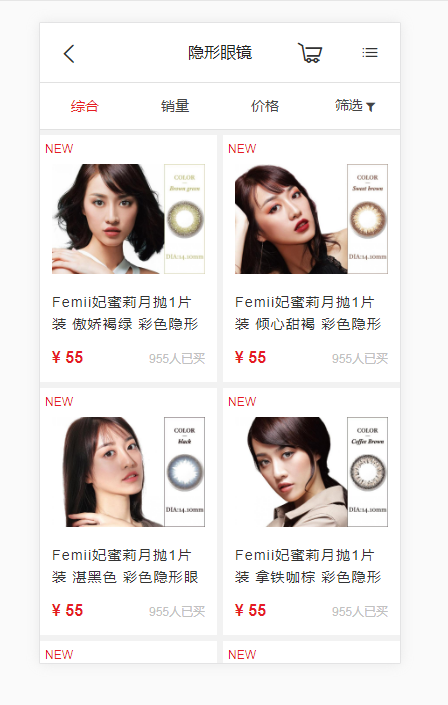 隐形眼镜
综合 销量 价格 筛选
NEW
COLOR
Brown green
DIA:14.10mm
Femii妃蜜莉月抛1片
装 傲娇褐绿 彩色隐形
¥ 55 955人已买
NEW
COLOR
Sweet brown
DIA:14.10mm
Femii妃蜜莉月抛1片
装 倾心甜褐 彩色隐形
¥ 55 955人已买
NEW
COLOR
black
DIA:14.10mm
Femii妃蜜莉月抛1片
装 湛黑色 彩色隐形眼
¥ 55 955人已买
NEW
COLOR
Coffee Brown
DIA:14.10mm
Femii妃蜜莉月抛1片
装 拿铁咖棕 彩色隐形
¥ 55 955人已买
NEW
NEW